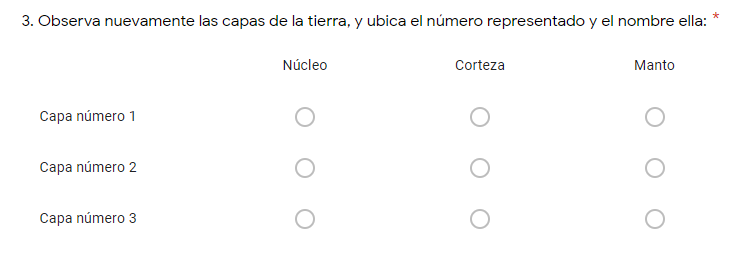 3. Observa nuevamente las capas de la tierra, y ubica el número representado y el nombre ella: *
Núcleo Corteza Manto
Capa número 1
Capa número 2
Capa número 3